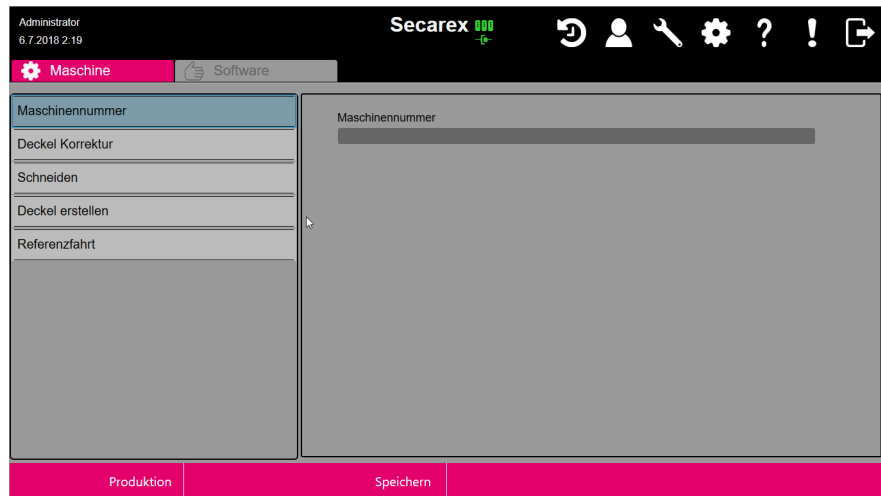 Administrator
6.7.2018 2:19
Secarex
?
!
Maschine
Software
Maschinennummer
Deckel Korrektur
Schneiden
Deckel erstellen
Referenzfahrt
Maschinennummer
Produktion
Speichern